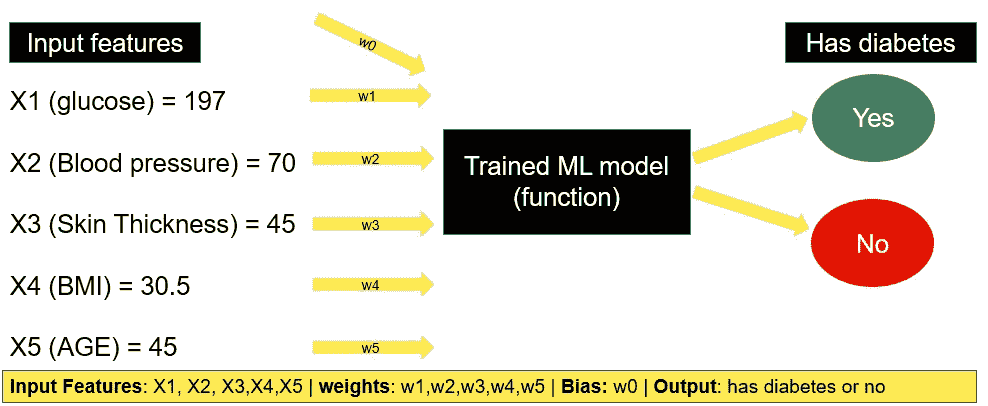 Input features
w0
Has diabetes
X1 (glucose) = 197
w1
Yes
X2 (Blood pressure) = 70
w2
Trained ML model
(function)
X3 (Skin Thickness) = 45
w3
No
X4 (BMI) = 30.5
w4
X5 (AGE) = 45
w5
Input Features: X1, X2, X3,X4,X5 | weights: w1,w2,w3,w4,w5 | Bias: w0 | Output: has diabetes or no